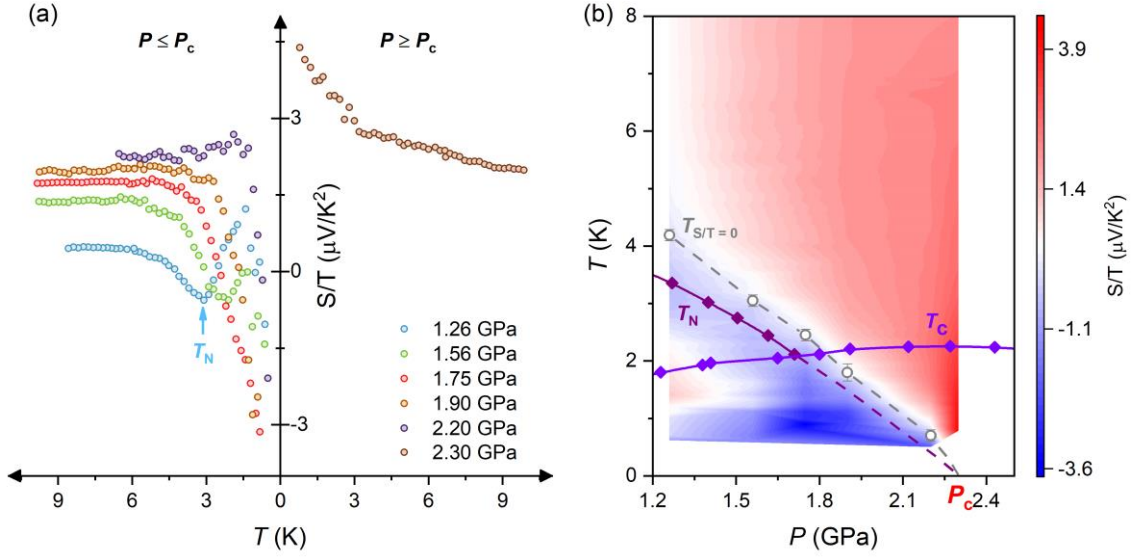 (a)
P ≤ Pc
P ≥ Pc
3
0
-3
S/T (μV/K²)
TN
1.26 GPa
1.56 GPa
1.75 GPa
1.90 GPa
2.20 GPa
2.30 GPa
9 6 3 0 3 6 9
T (K)
(b)
8
6
4
2
0
T (K)
TS/T = 0
TN
TC
Pc
1.2 1.5 1.8 2.1 2.4
P (GPa)
3.9
1.4
-1.1
-3.6
S/T (μV/K²)